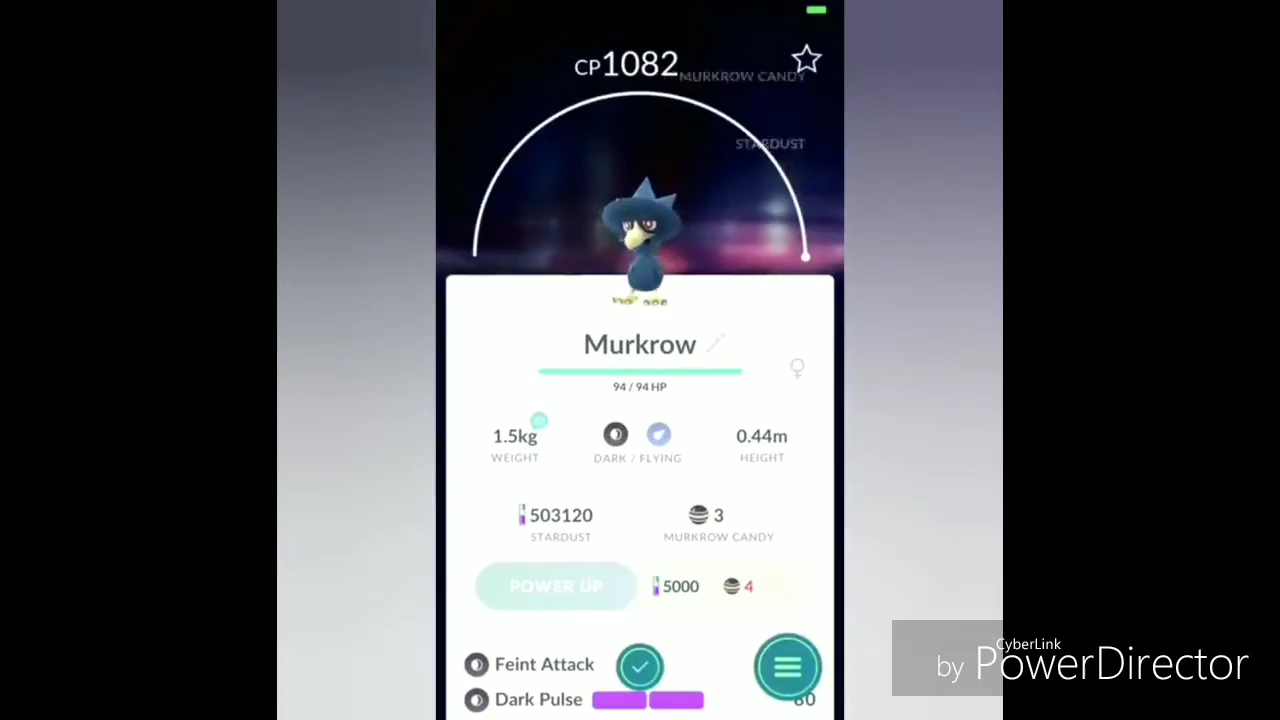 CP1082
MURKROW CANDY
STARDUST
Murkrow
94 / 94 HP
1.5kg
WEIGHT
DARK / FLYING
0.44m
HEIGHT
503120
STARDUST
3
MURKROW CANDY
POWER UP
5000
4
Feint Attack
Dark Pulse
80
CyberLink
by PowerDirector